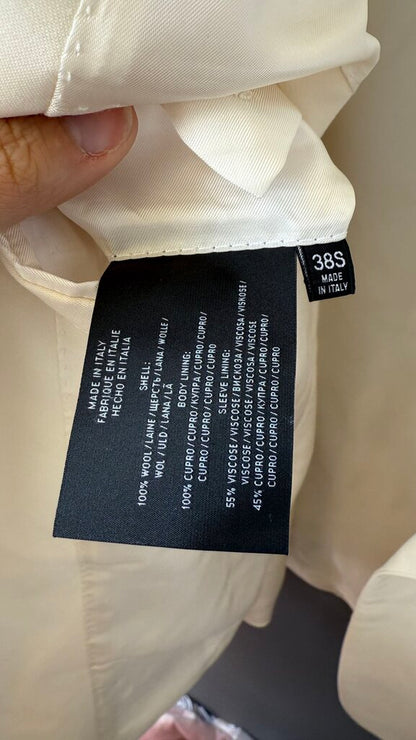 38S
MADE
IN ITALY
MADE IN ITALY
FABRIQUE EN ITALIE
HECHO EN ITALIA
SHELL:
100% WOOL / LAINE / ШЕРСТЬ / LANA / WOLLE /
WOL / ULD / LANA / LÃ
BODY LINING:
100% CUPRO / CUPRO / КУПРА / CUPRO / CUPRO /
CUPRO / CUPRO / CUPRO / CUPRO
SLEEVE LINING:
55% VISCOSE / VISCOSE / ВИСКОЗА / VISCOSA / VISKOSE /
VISCOSE / VISCOSE / VISCOSA / VISCOSE
45% CUPRO / CUPRO / КУПРА / CUPRO / CUPRO /
CUPRO / CUPRO / CUPRO / CUPRO